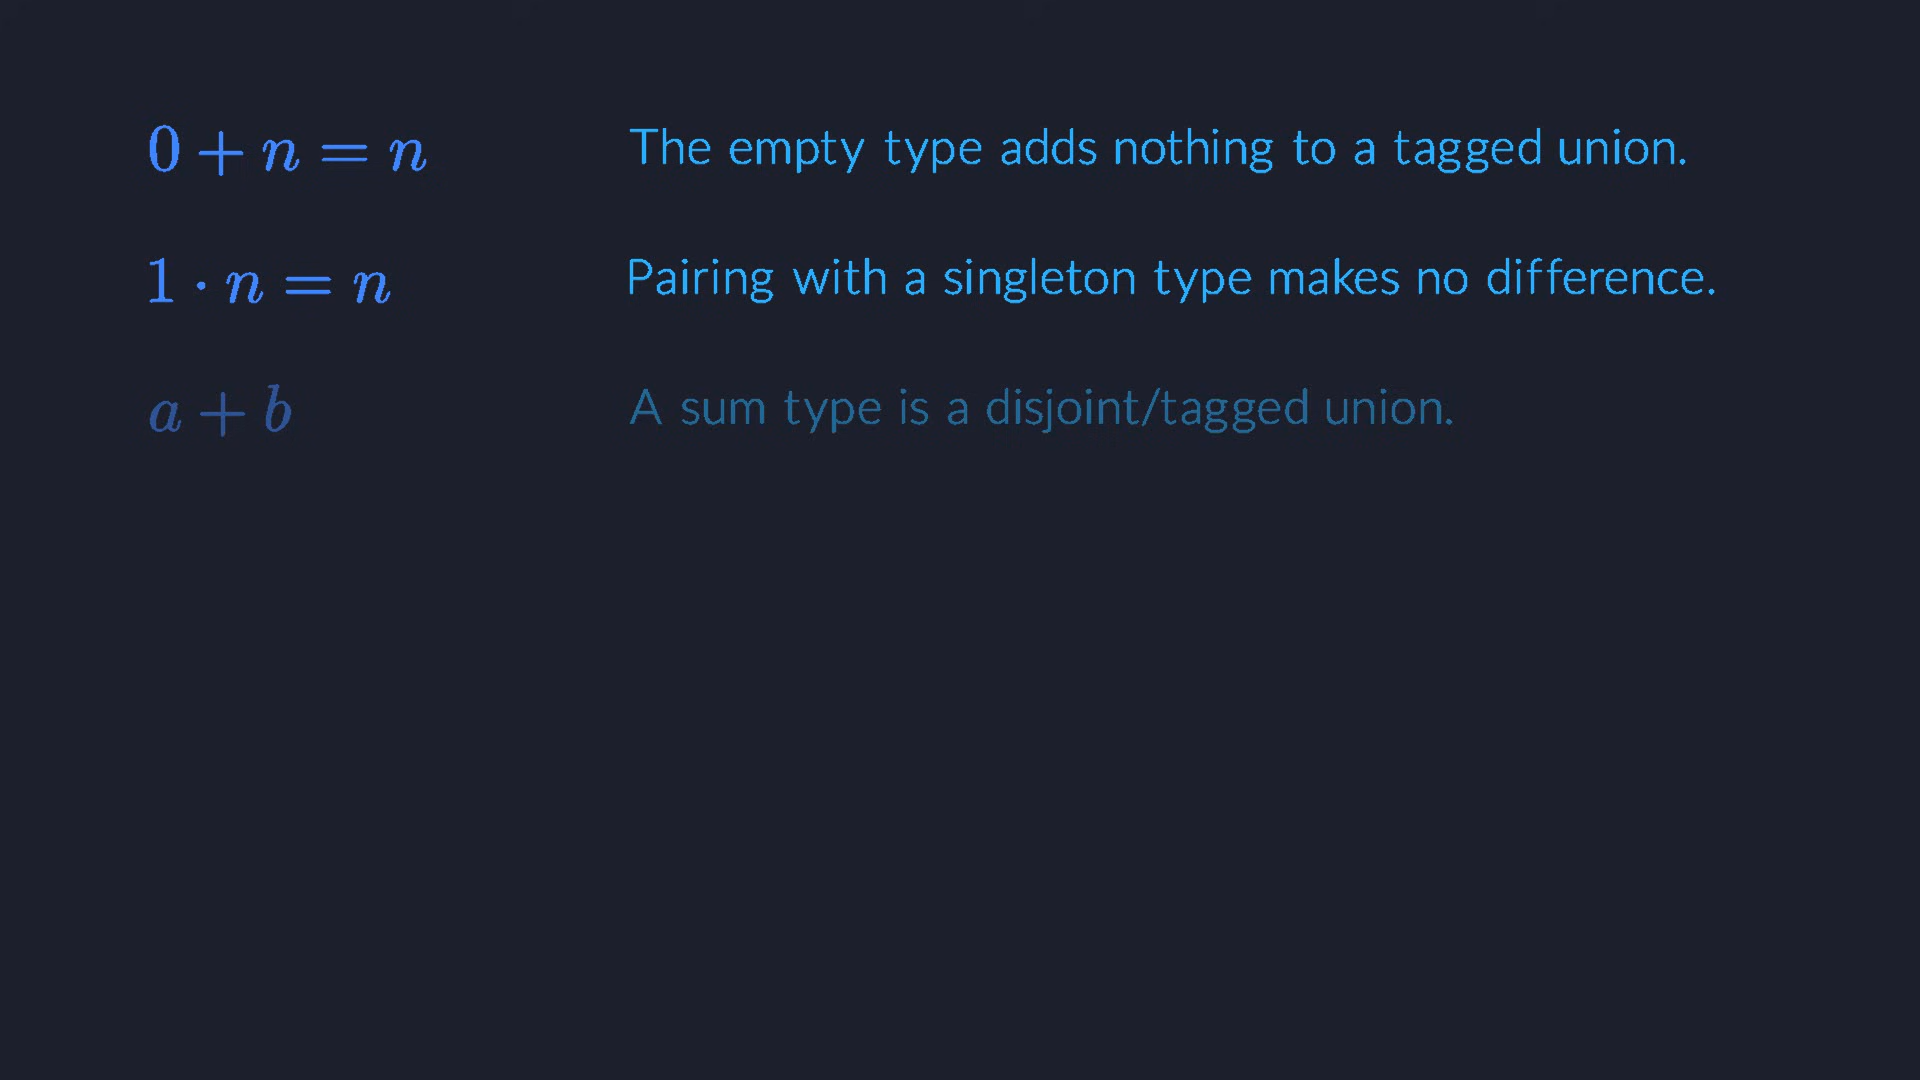 0 + n = n The empty type adds nothing to a tagged union.
1 · n = n Pairing with a singleton type makes no difference.
a + b A sum type is a disjoint/tagged union.